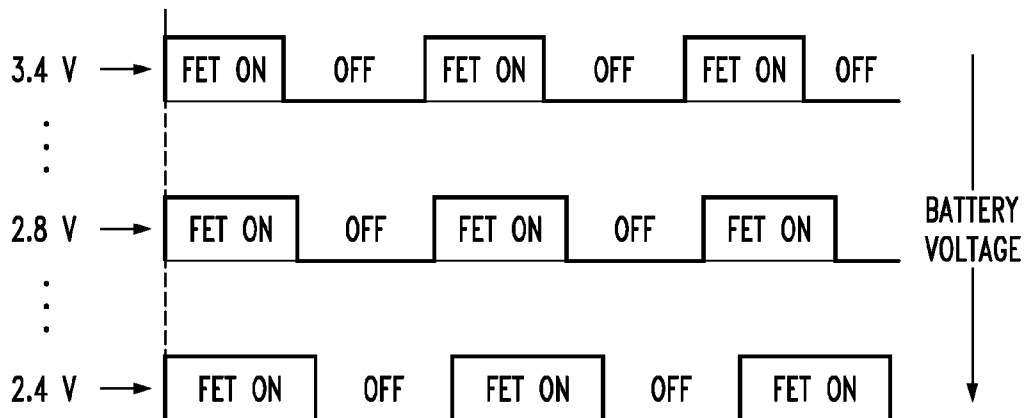 3.4 V FET ON OFF FET ON OFF FET ON OFF
2.8 V FET ON OFF FET ON OFF FET ON
BATTERY
VOLTAGE
2.4 V FET ON OFF FET ON OFF FET ON